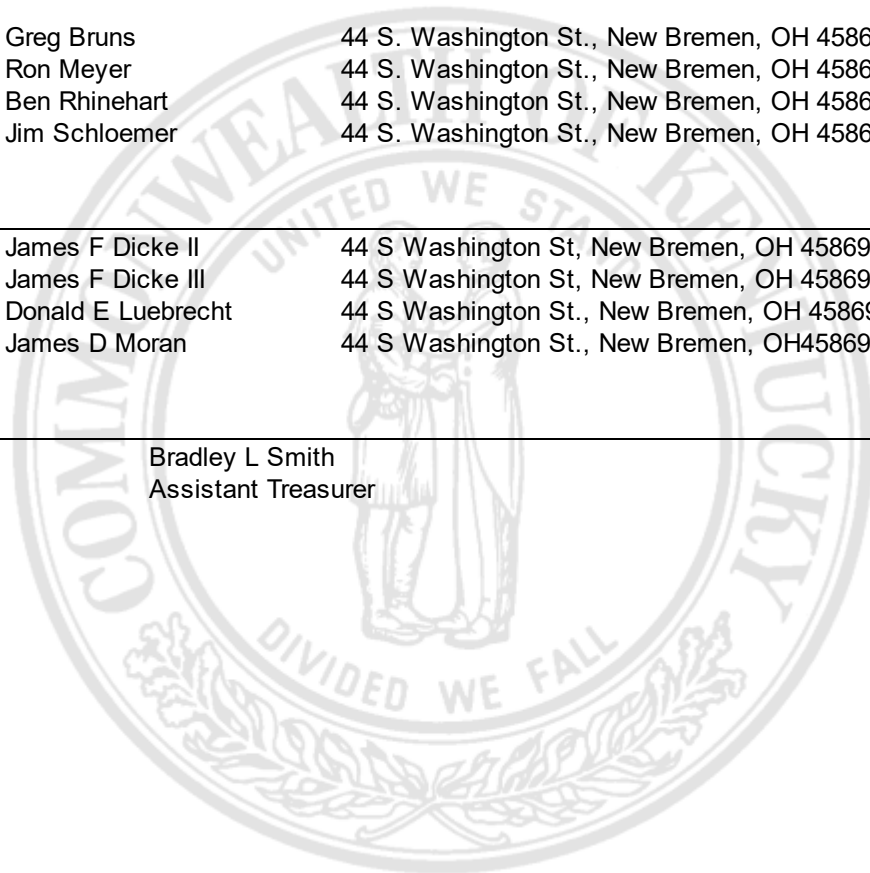 Greg Bruns 44 S. Washington St., New Bremen, OH 4586
Ron Meyer 44 S. Washington St., New Bremen, OH 4586
Ben Rhinehart 44 S. Washington St., New Bremen, OH 4586
Jim Schloemer 44 S. Washington St., New Bremen, OH 4586
James F Dicke II 44 S Washington St, New Bremen, OH 45869
James F Dicke III 44 S Washington St, New Bremen, OH 45869
Donald E Luebrecht 44 S Washington St., New Bremen, OH 45869
James D Moran 44 S Washington St., New Bremen, OH45869
Bradley L Smith
Assistant Treasurer
COMMONWEALTH OF KENTUCKY
UNITED WE STAND
DIVIDED WE FALL